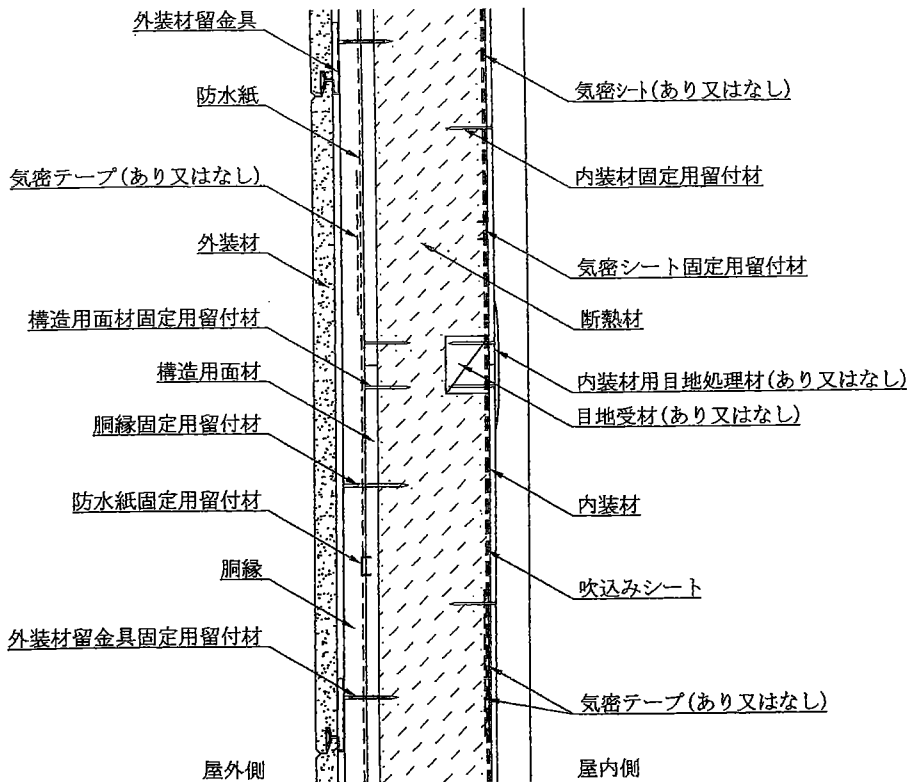 外装材留金具
防水紙
気密テープ(あり又はなし)
外装材
構造用面材固定用留付材
構造用面材
胴縁固定用留付材
防水紙固定用留付材
胴縁
外装材留金具固定用留付材
屋外側
気密シート(あり又はなし)
内装材固定用留付材
気密シート固定用留付材
断熱材
内装材用目地処理材(あり又はなし)
目地受材(あり又はなし)
内装材
吹込みシート
気密テープ(あり又はなし)
屋内側